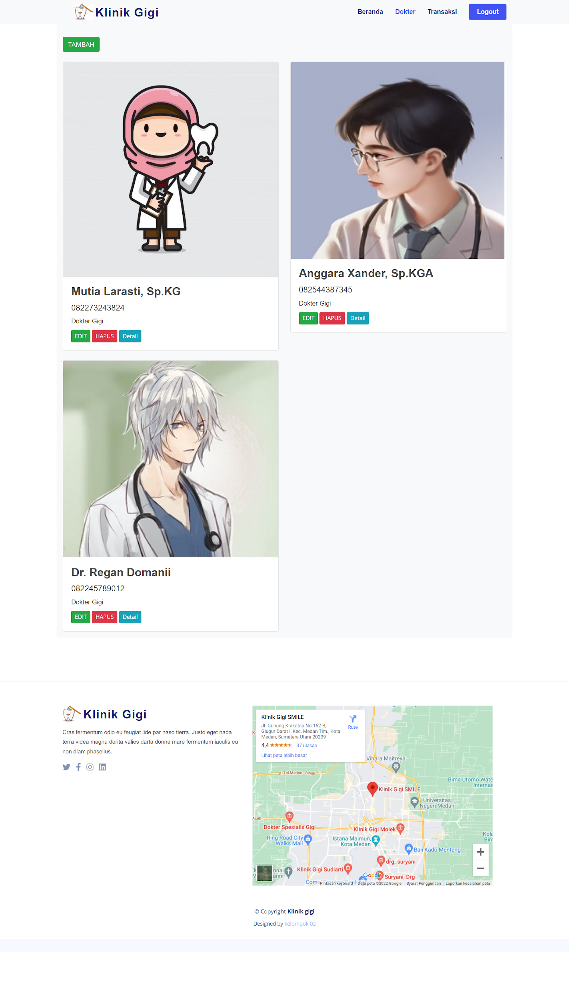 Klinik Gigi
Beranda Dokter Transaksi Logout
TAMBAH
Mutia Larasti, Sp.KG
082273243824
Dokter Gigi
EDIT HAPUS Detail
Anggara Xander, Sp.KGA
082544387345
Dokter Gigi
EDIT HAPUS Detail
Dr. Regan Domanii
082245789012
Dokter Gigi
EDIT HAPUS Detail
Klinik Gigi
Cras fermentum odio eu feugiat lide par naso tierra. Justo eget nada
terra videa magna derita valies darta donna mare fermentum iaculis eu
non diam phasellus.
Klinik Gigi SMILE
Jl. Gunung Krakatau No.152-B,
Glugur Darat I, Kec. Medan Tim., Kota
Medan, Sumatera Utara 20239
4,4 37 ulasan
Lihat peta lebih besar
Rute
Vihara Maitreya
Jl. Tol Medan - Binjai
Bima Utomo Wate
Internas
Klinik Gigi SMILE
Universitas
Negeri Medan
Aceh
Dokter Spesialis Gigi
Klinik Gigi Molek
Ring Road City
Walks Mall
Istana Maimun,
Kota Medan
Kola
Bin
Bali Kado Menteng
drg. suryani
Klinik Gigi Sudiarti
Google
Suryani, Drg
Pintasan keyboard Data peta ©2022 Google Syarat Penggunaan Laporkan kesalahan peta
© Copyright Klinik gigi
Designed by kelompok 02